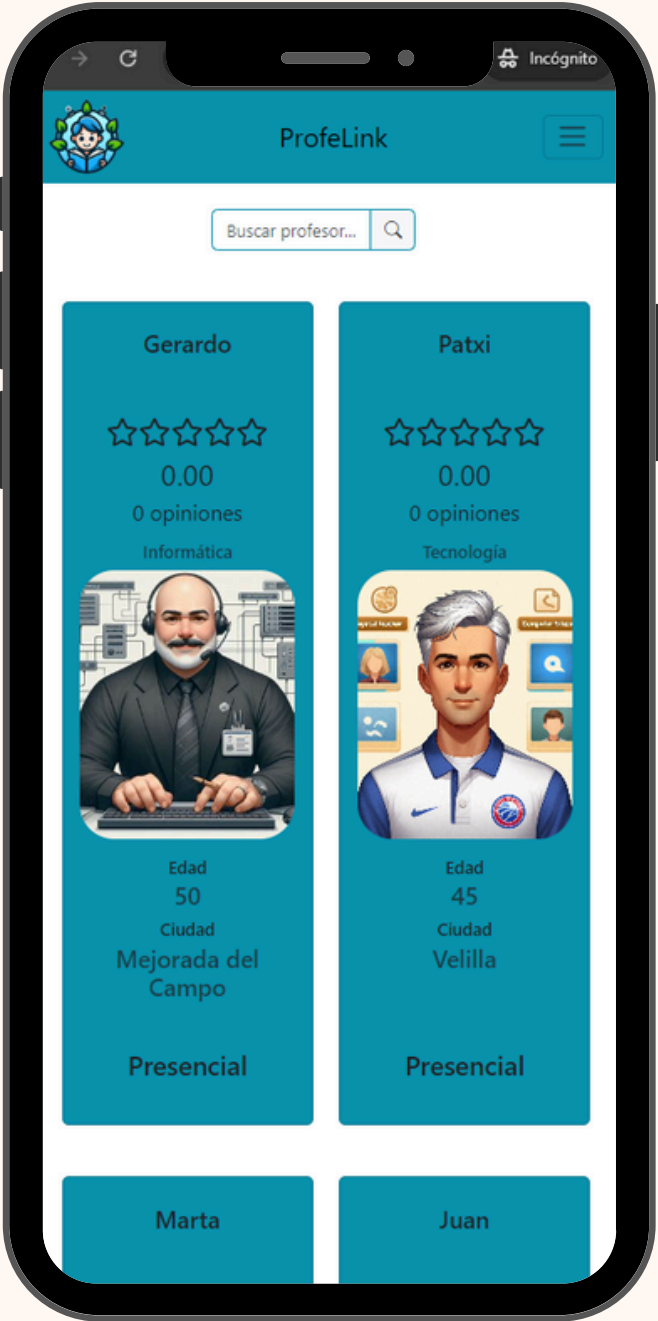 Incógnito
ProfeLink
Buscar profesor...
Gerardo
0.00
0 opiniones
Informática
Edad
50
Ciudad
Mejorada del
Campo
Presencial
Patxi
0.00
0 opiniones
Tecnología
Edad
45
Ciudad
Velilla
Presencial
Marta
Juan